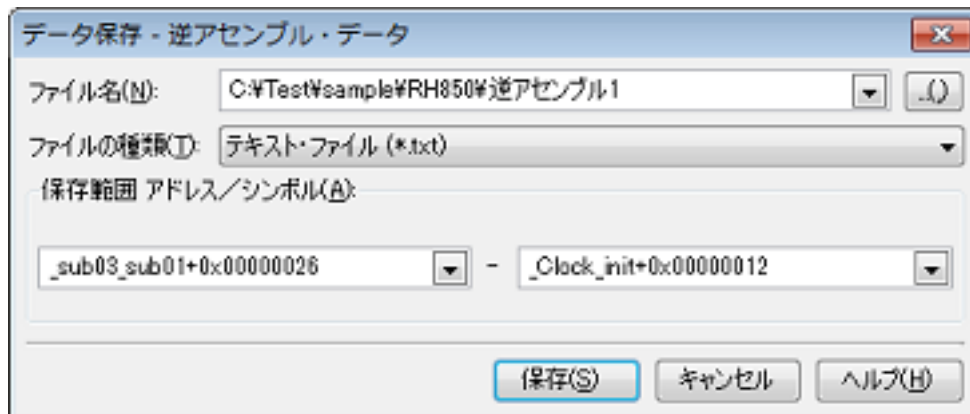 データ保存 - 逆アセンブル・データ
ファイル名(N): C:¥Test¥sample¥RH850¥逆アセンブル1 ...()
ファイルの種類(T): テキスト・ファイル (*.txt)
保存範囲 アドレス／シンボル(A):
_sub03_sub01+0x00000026 - _Clock_init+0x00000012
保存(S) キャンセル ヘルプ(H)